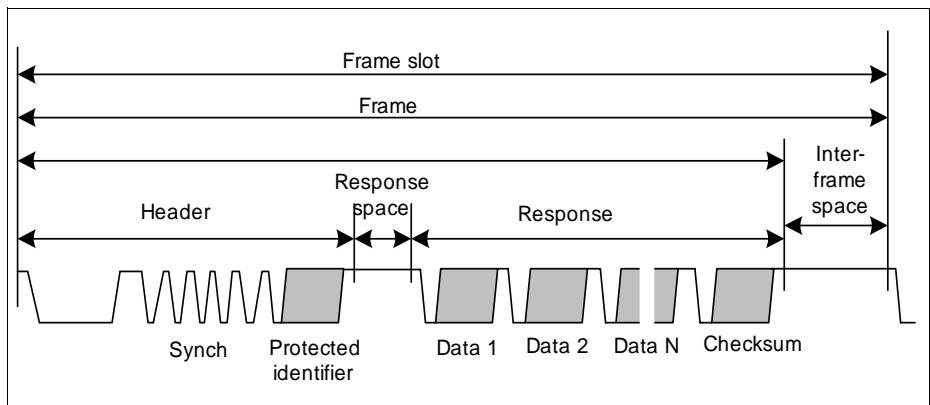 Frame slot
Frame
Inter-
frame
space
Response
space
Header
Response
Synch
Protected
identifier
Data 1
Data 2
Data N
Checksum